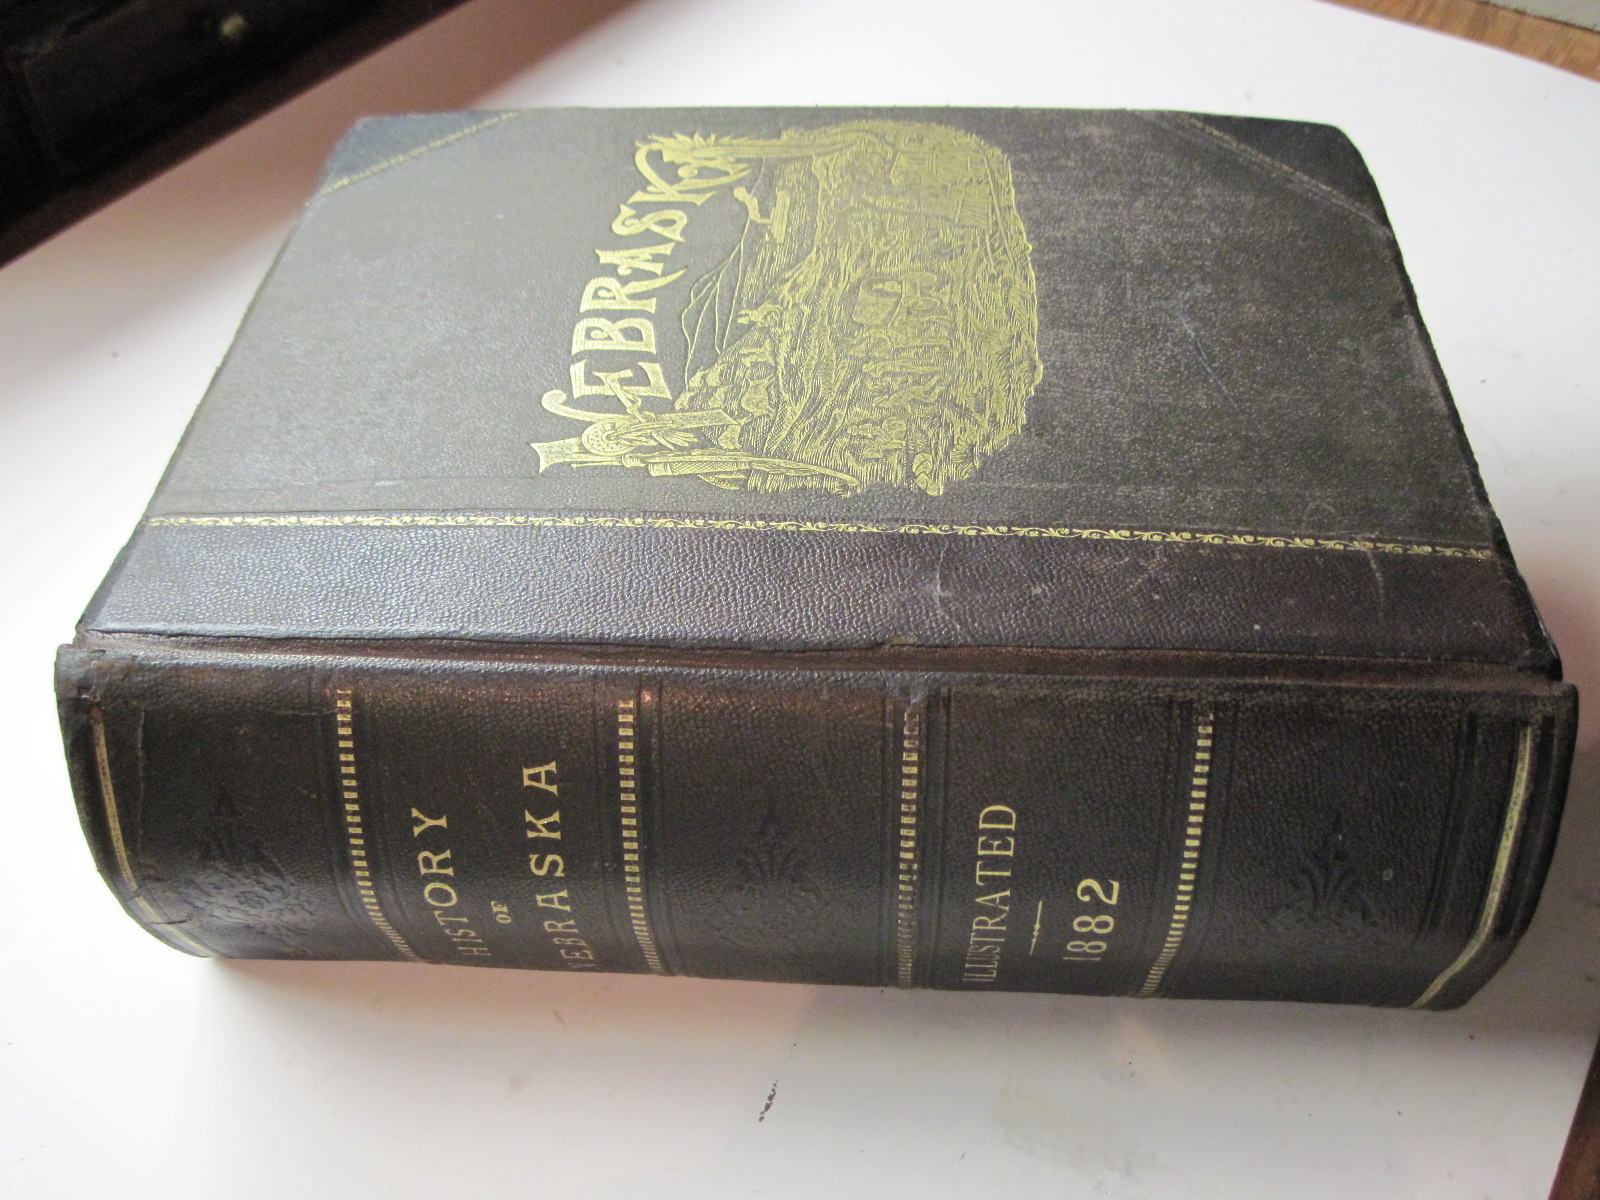 NEBRASKA
HISTORY
OF
NEBRASKA
ILLUSTRATED
1882